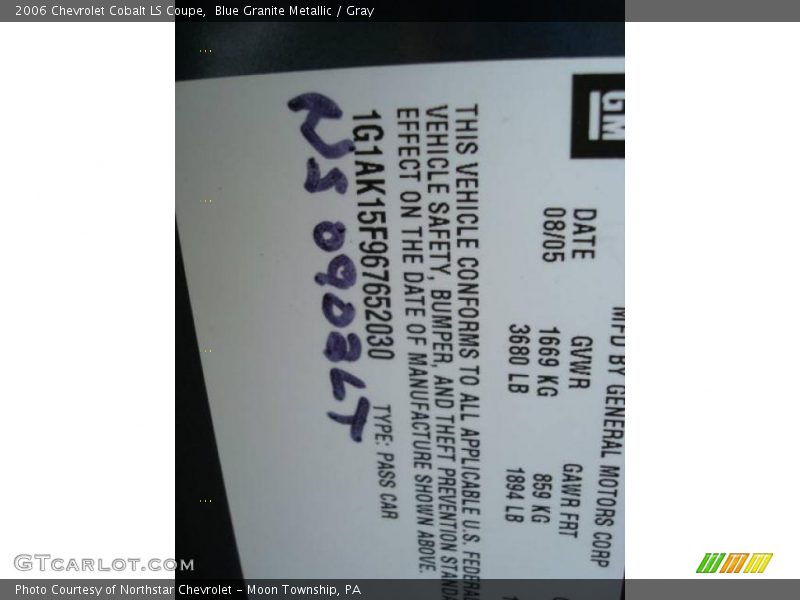 2006 Chevrolet Cobalt LS Coupe,  Blue Granite Metallic / Gray
GM
MFD BY GENERAL MOTORS CORP
DATE GVWR GAWR FRT
08/05 1669 KG 859 KG
3680 LB 1894 LB
THIS VEHICLE CONFORMS TO ALL APPLICABLE U.S. FEDERA
VEHICLE SAFETY, BUMPER, AND THEFT PREVENTION STANDA
EFFECT ON THE DATE OF MANUFACTURE SHOWN ABOVE.
1G1AK15F967652030 TYPE: PASS CAR
GTCARLOT.COM
Photo Courtesy of Northstar Chevrolet - Moon Township, PA